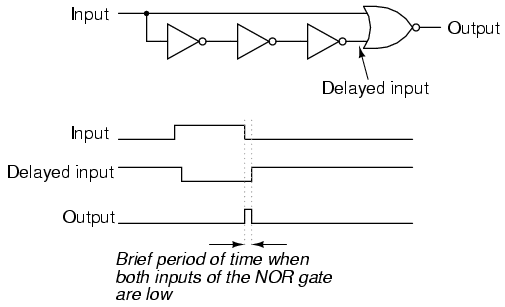 Input
Output
Delayed input
Input
Delayed input
Output
Brief period of time when
both inputs of the NOR gate
are low